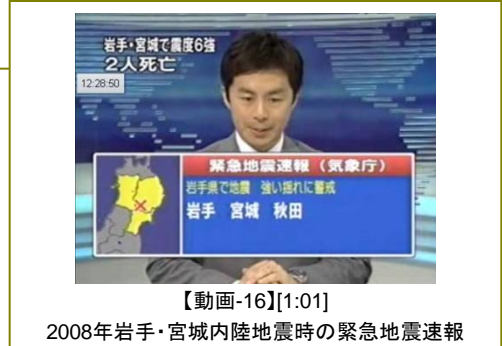 岩手・宮城で震度6強
2人死亡
12:28:50
緊急地震速報（気象庁）
岩手県で地震　強い揺れに警戒
岩手　宮城　秋田
【動画-16】[1:01]
2008年岩手・宮城内陸地震時の緊急地震速報